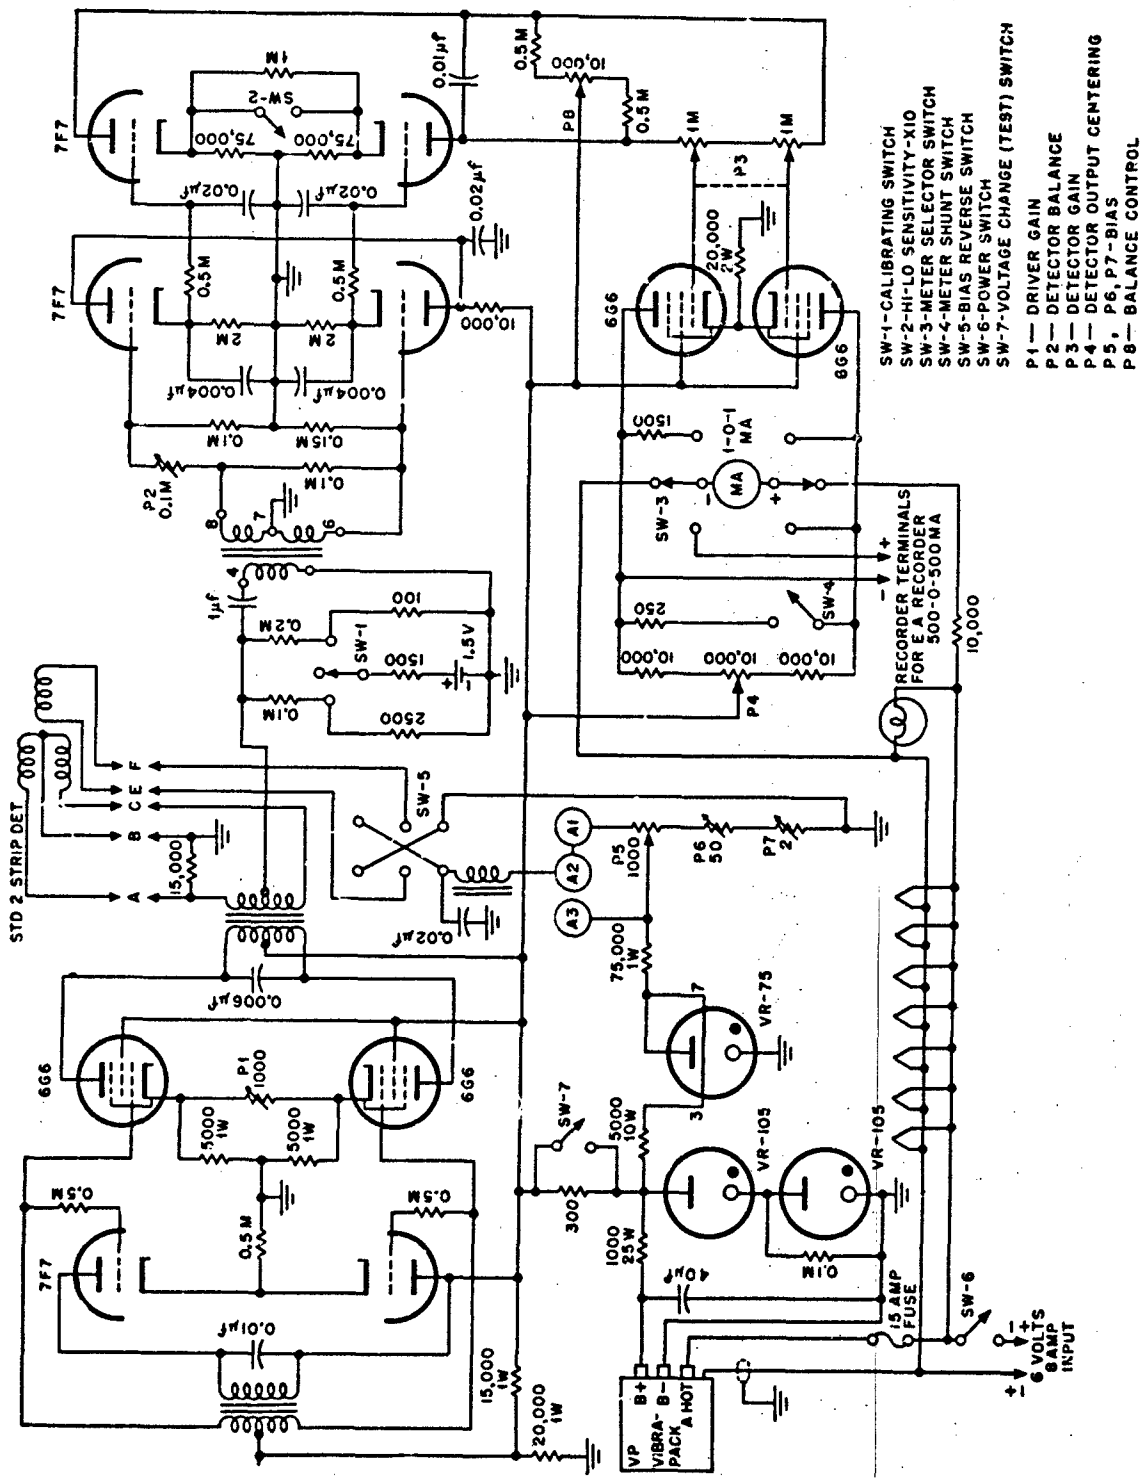 STD 2 STRIP DET
A
B
C
E
F
15,000
7F7
0.5M
0.5M
0.5M
7F7
0.01µf
6G6
5000
1W
5000
1W
P1
1000
6G6
0.006µf
15,000
1W
20,000
1W
0.02µf
SW-5
0.1M
0.2M
1µf
SW-1
2500
1500
100
1.5V
+
-
4
8
7
6
P2
0.1M
0.1M
0.1M
0.15M
0.004µf
0.004µf
2M
2M
0.5M
0.5M
7F7
7F7
0.02µf
0.02µf
75,000
75,000
SW-2
1M
10,000
0.02µf
0.01µf
0.5M
10,000
0.5M
P8
1M
1M
P3
6G6
20,000
2W
6G6
1500
1-0-1
MA
MA
-
+
SW-3
250
SW-4
10,000
10,000
10,000
P4
+
-
RECORDER TERMINALS
FOR E A RECORDER
500-0-500MA
10,000
A1
A2
A3
P5
1000
P6
50
P7
2
75,000
1W
3
7
VR-75
SW-7
300
5000
10W
1000
25W
VR-105
VR-105
0.1M
40µf
VP
VIBRA-
PACK
B+
B-
A HOT
15 AMP
FUSE
SW-6
-+
+-
6 VOLTS
8 AMP
INPUT
SW-1-CALIBRATING SWITCH
SW-2-HI-LO SENSITIVITY-X10
SW-3-METER SELECTOR SWITCH
SW-4-METER SHUNT SWITCH
SW-5-BIAS REVERSE SWITCH
SW-6-POWER SWITCH
SW-7-VOLTAGE CHANGE (TEST) SWITCH
P1 — DRIVER GAIN
P2 — DETECTOR BALANCE
P3 — DETECTOR GAIN
P4 — DETECTOR OUTPUT CENTERING
P5, P6, P7-BIAS
P8 — BALANCE CONTROL